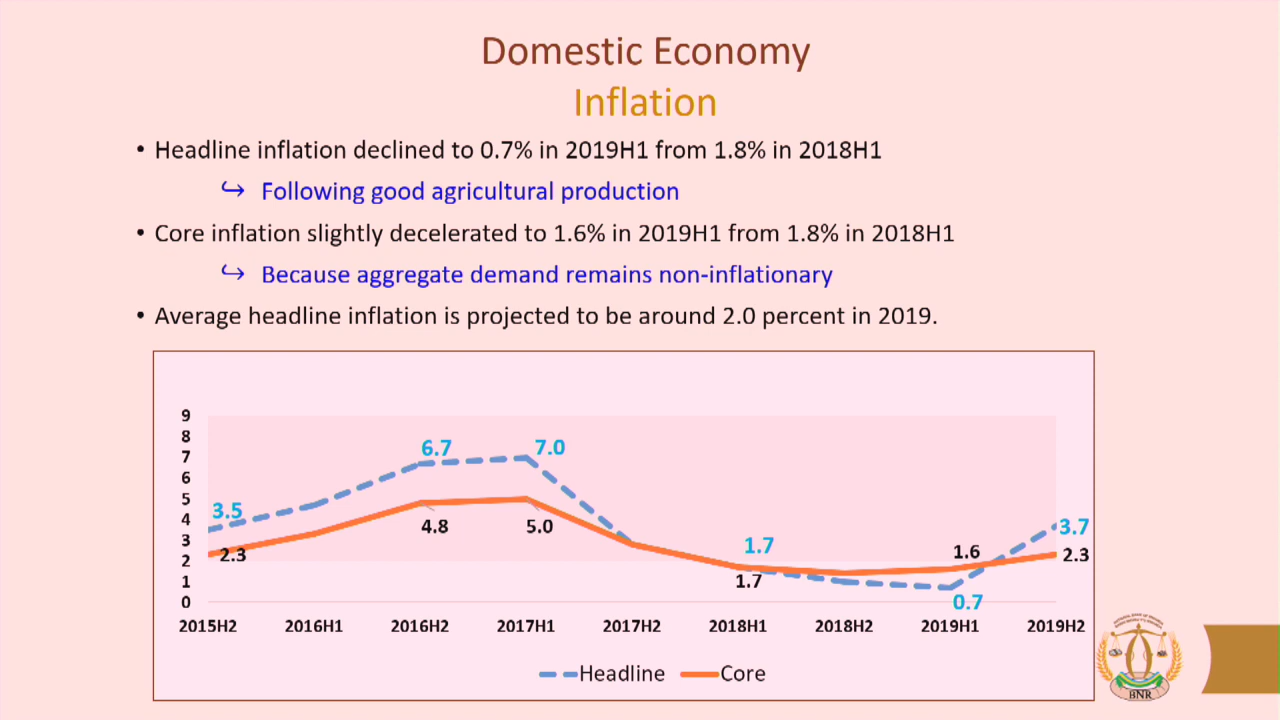 Domestic Economy
Inflation
• Headline inflation declined to 0.7% in 2019H1 from 1.8% in 2018H1
↪ Following good agricultural production
• Core inflation slightly decelerated to 1.6% in 2019H1 from 1.8% in 2018H1
↪ Because aggregate demand remains non-inflationary
• Average headline inflation is projected to be around 2.0 percent in 2019.
9
8
7
6
5
4
3
2
1
0
3.5
2.3
6.7
4.8
7.0
5.0
1.7
1.7
1.6
0.7
3.7
2.3
2015H2 2016H1 2016H2 2017H1 2017H2 2018H1 2018H2 2019H1 2019H2
Headline Core
BNR